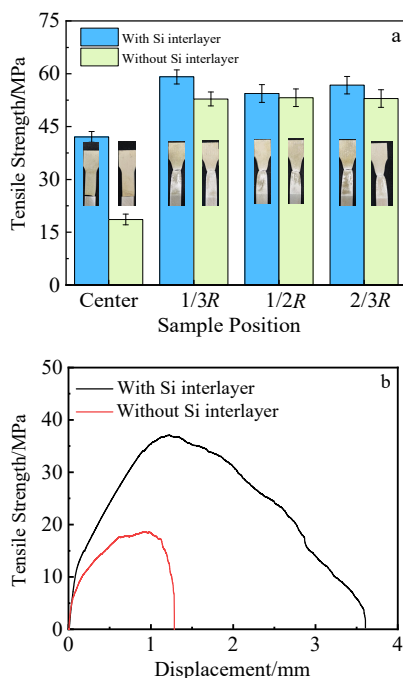 75
60
45
30
15
0
Tensile Strength/MPa
a
With Si interlayer
Without Si interlayer
Center 1/3R 1/2R 2/3R
Sample Position
50
40
30
20
10
0
Tensile Strength/MPa
b
With Si interlayer
Without Si interlayer
0 1 2 3 4
Displacement/mm